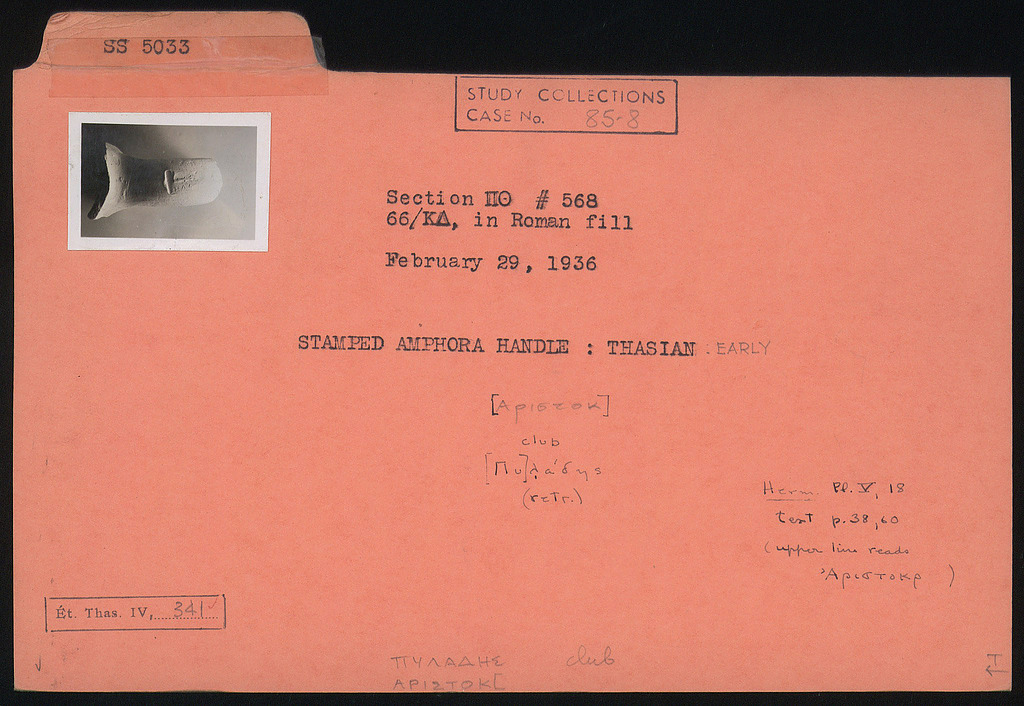 SS 5033
STUDY COLLECTIONS
CASE No. 85-8
Section ΠΘ # 568
66/ΚΔ, in Roman fill
February 29, 1936
STAMPED AMPHORA HANDLE : THASIAN : EARLY
[Αριστοκ]
club
[Πυ]λάδης
(retr.)
Herm. Pl. V, 18
text p. 38, 60
(upper line reads
Ἀριστοκρ )
Ét. Thas. IV, 341
ΠΥΛΑΔΗΣ club
ΑΡΙΣΤΟΚ[
T